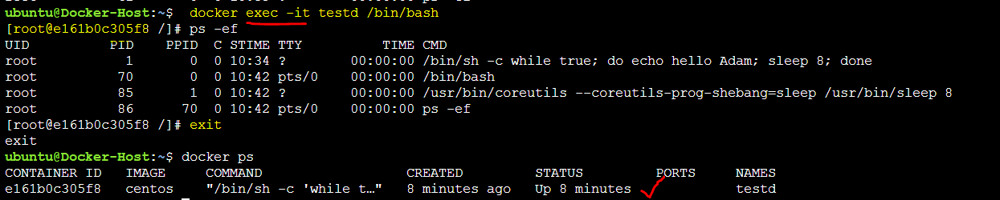 ubuntu@Docker-Host:~$ docker exec -it testd /bin/bash
[root@e161b0c305f8 /]# ps -ef
UID PID PPID C STIME TTY TIME CMD
root 1 0 0 10:34 ? 00:00:00 /bin/sh -c while true; do echo hello Adam; sleep 8; done
root 70 0 0 10:42 pts/0 00:00:00 /bin/bash
root 85 1 0 10:42 ? 00:00:00 /usr/bin/coreutils --coreutils-prog-shebang=sleep /usr/bin/sleep 8
root 86 70 0 10:42 pts/0 00:00:00 ps -ef
[root@e161b0c305f8 /]# exit
exit
ubuntu@Docker-Host:~$ docker ps
CONTAINER ID IMAGE COMMAND CREATED STATUS PORTS NAMES
e161b0c305f8 centos "/bin/sh -c 'while t…" 8 minutes ago Up 8 minutes testd